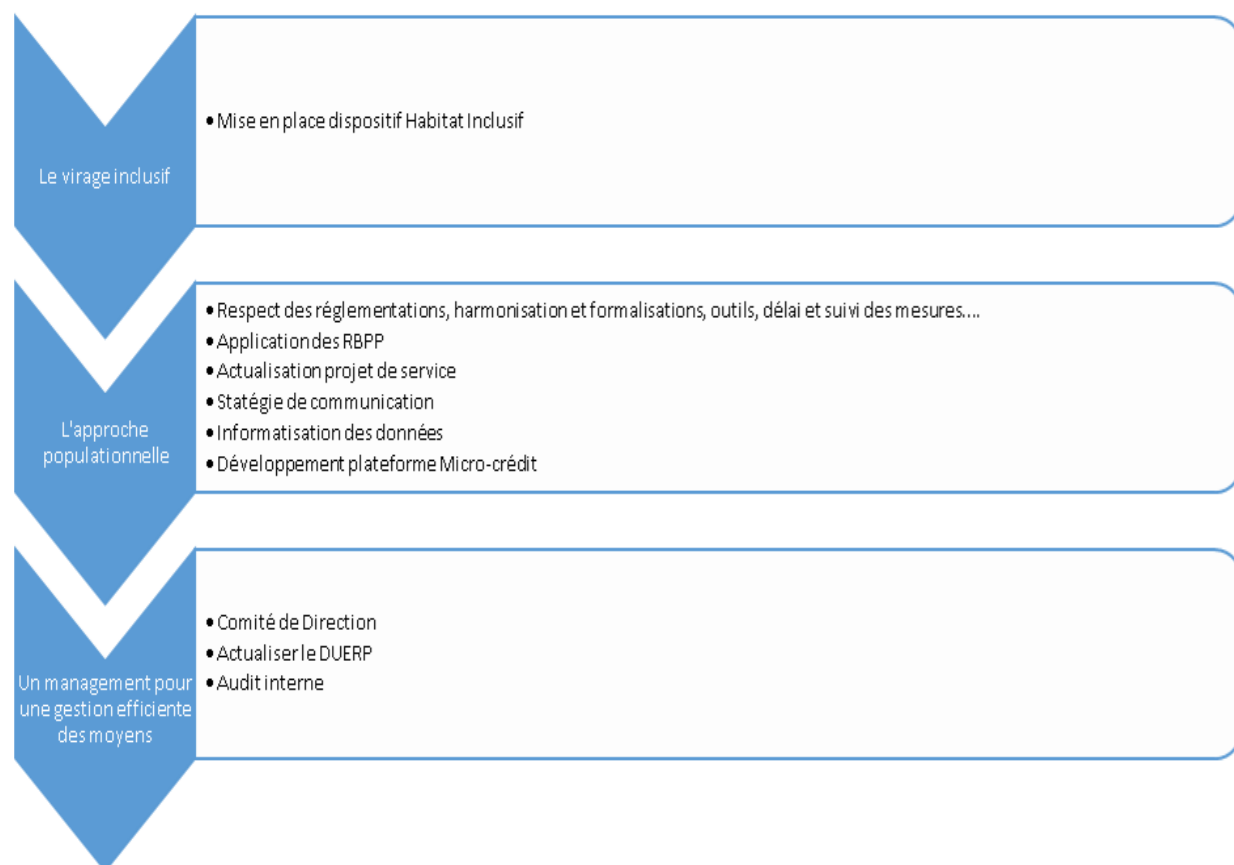 Le virage inclusif
• Mise en place dispositif Habitat Inclusif
L'approche
populationnelle
• Respect des réglementations, harmonisation et formalisations, outils, délai et suivi des mesures....
• Application des RBPP
• Actualisation projet de service
• Statégie de communication
• Informatisation des données
• Développement plateforme Micro-crédit
Un management pour
une gestion efficiente
des moyens
• Comité de Direction
• Actualiser le DUERP
• Audit interne